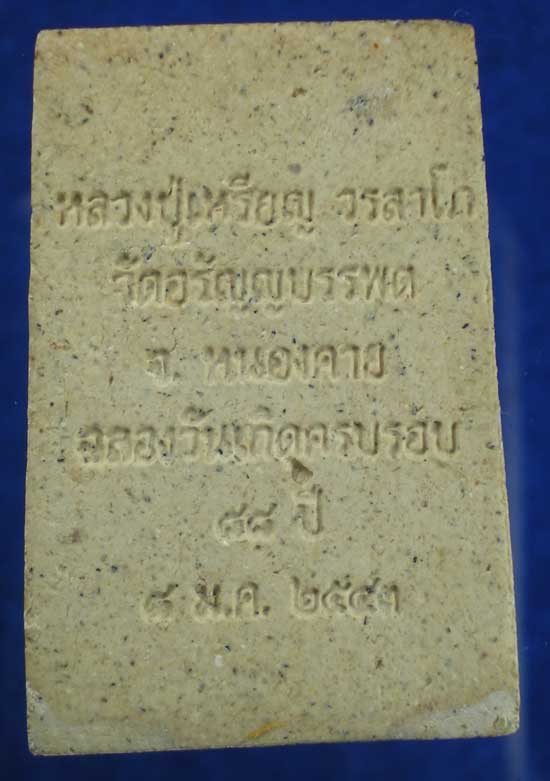 หลวงปู่เหรียญ วรลาโภ
วัดอรัญญบรรพต
จ. หนองคาย
ฉลองวันเกิดครบรอบ
๘๘ ปี
๘ ม.ค. ๒๕๔๓